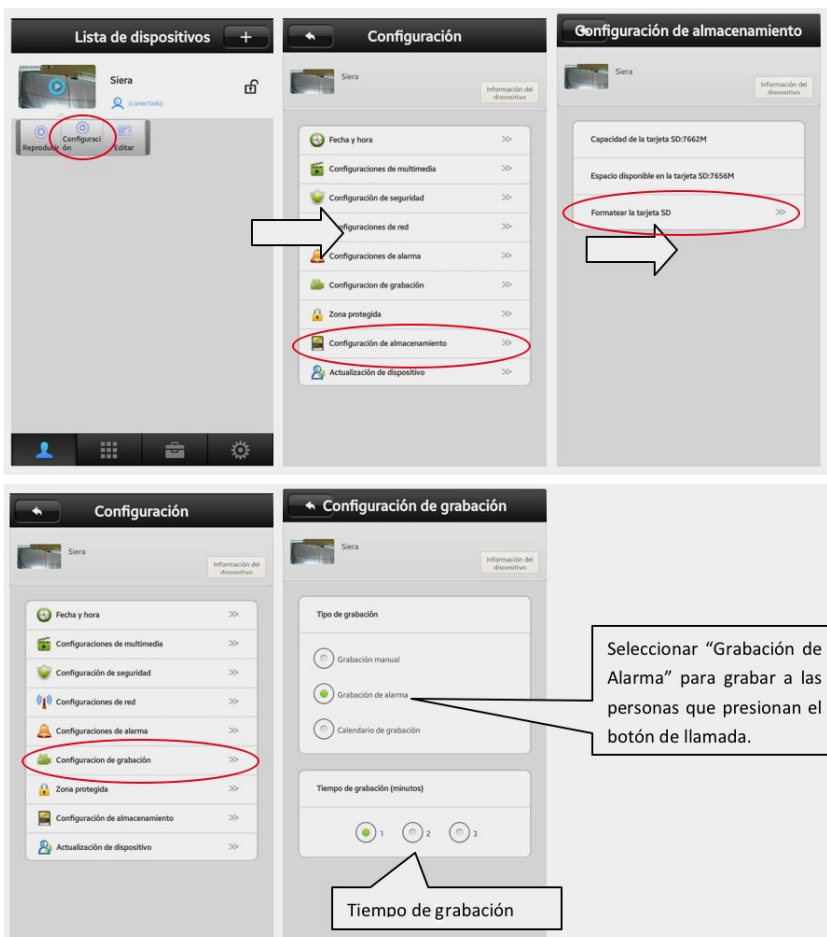 Lista de dispositivos +
Siera
(conectado)
Reproducir
Configuraci
ón
Editar
Configuración
Siera
Información del
dispositivo
Fecha y hora
Configuraciones de multimedia
Configuración de seguridad
Configuraciones de red
Configuraciones de alarma
Configuracion de grabación
Zona protegida
Configuración de almacenamiento
Actualización de dispositivo
Configuración de almacenamiento
Siera
Información del
dispositivo
Capacidad de la tarjeta SD:7662M
Espacio disponible en la tarjeta SD:7656M
Formatear la tarjeta SD
Configuración
Siera
Información del
dispositivo
Fecha y hora
Configuraciones de multimedia
Configuración de seguridad
Configuraciones de red
Configuraciones de alarma
Configuracion de grabación
Zona protegida
Configuración de almacenamiento
Actualización de dispositivo
Configuración de grabación
Siera
Información del
dispositivo
Tipo de grabación
Grabación manual
Grabación de alarma
Calendario de grabación
Tiempo de grabación (minutos)
1 2 3
Seleccionar “Grabación de
Alarma” para grabar a las
personas que presionan el
botón de llamada.
Tiempo de grabación